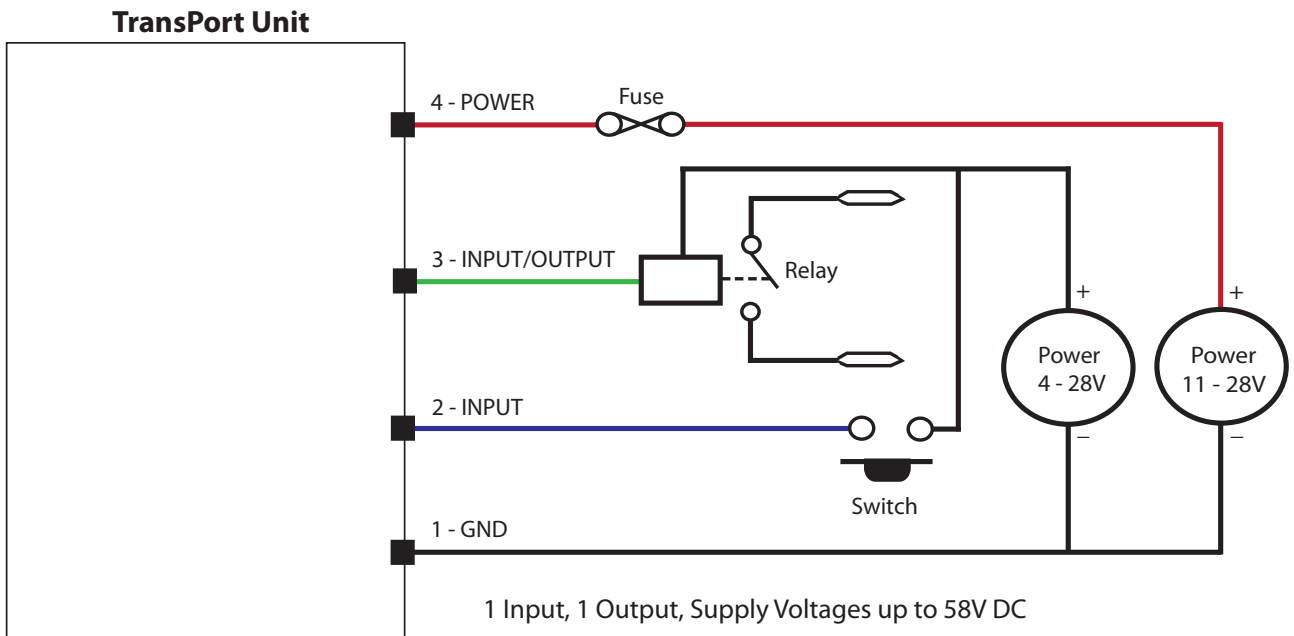 TransPort Unit
4 - POWER
Fuse
3 - INPUT/OUTPUT
Relay
+
+
Power
4 - 28V
Power
11 - 28V
2 - INPUT
–
–
Switch
1 - GND
1 Input, 1 Output, Supply Voltages up to 58V DC